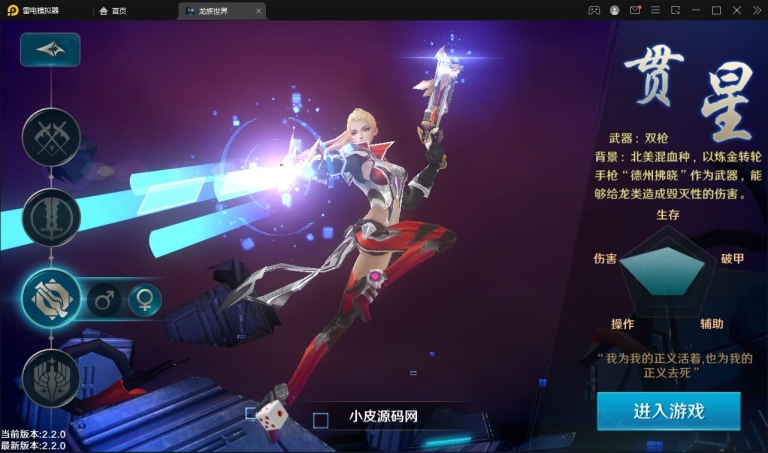 雷电模拟器
首页
龙族世界
贯星
武器：双枪
背景：北美混血种，以炼金转轮
手枪“德州拂晓”作为武器，能
够给龙类造成毁灭性的伤害。
生存
伤害
破甲
操作
辅助
“我为我的正义活着,也为我的
正义去死”
进入游戏
小皮源码网
当前版本:2.2.0
最新版本:2.2.0